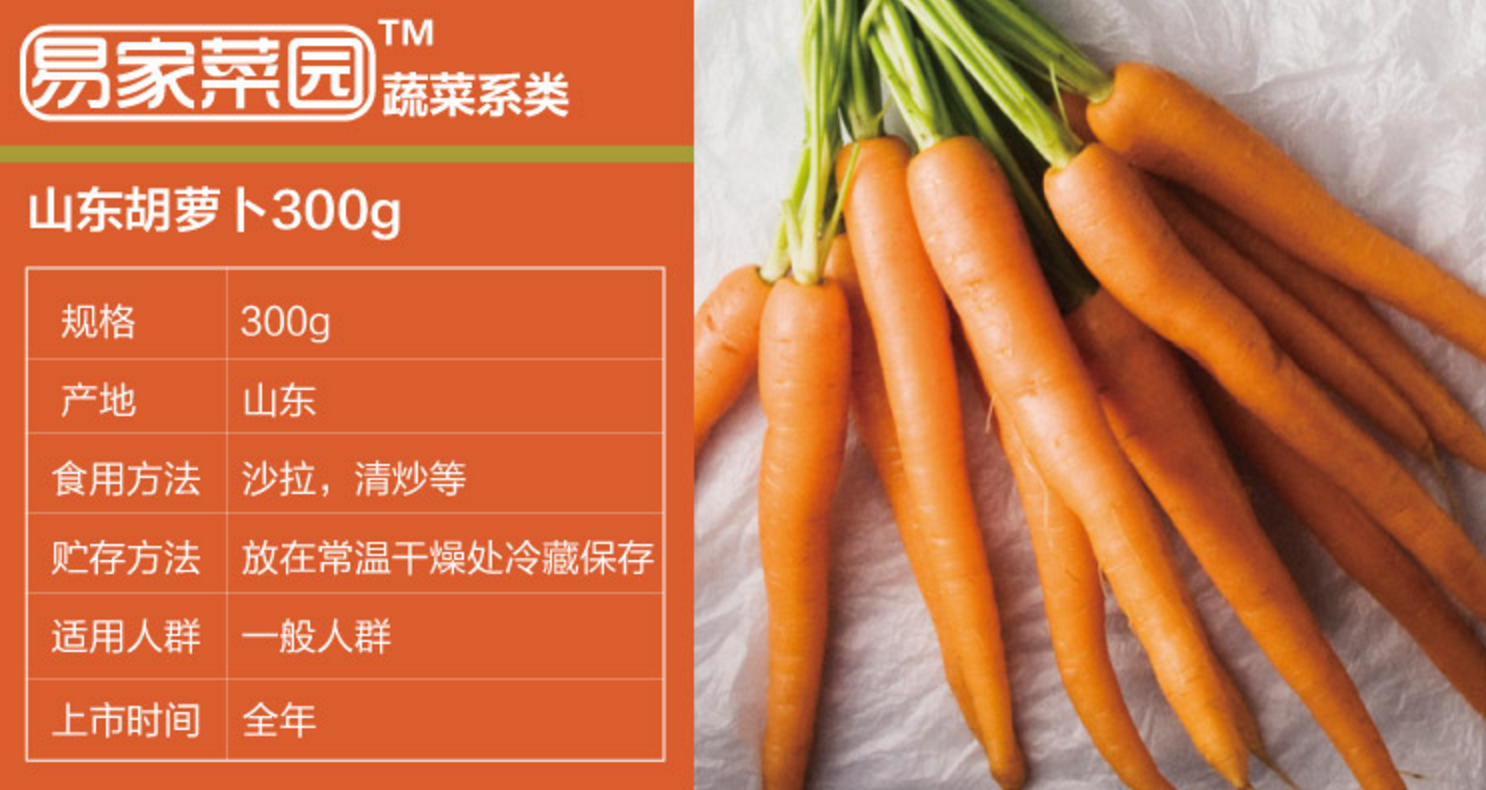 易家菜园TM
蔬菜系类
山东胡萝卜300g
规格 300g
产地 山东
食用方法 沙拉，清炒等
贮存方法 放在常温干燥处冷藏保存
适用人群 一般人群
上市时间 全年